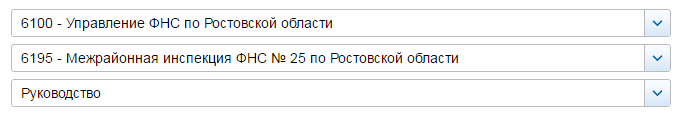 6100 - Управление ФНС по Ростовской области
6195 - Межрайонная инспекция ФНС № 25 по Ростовской области
Руководство